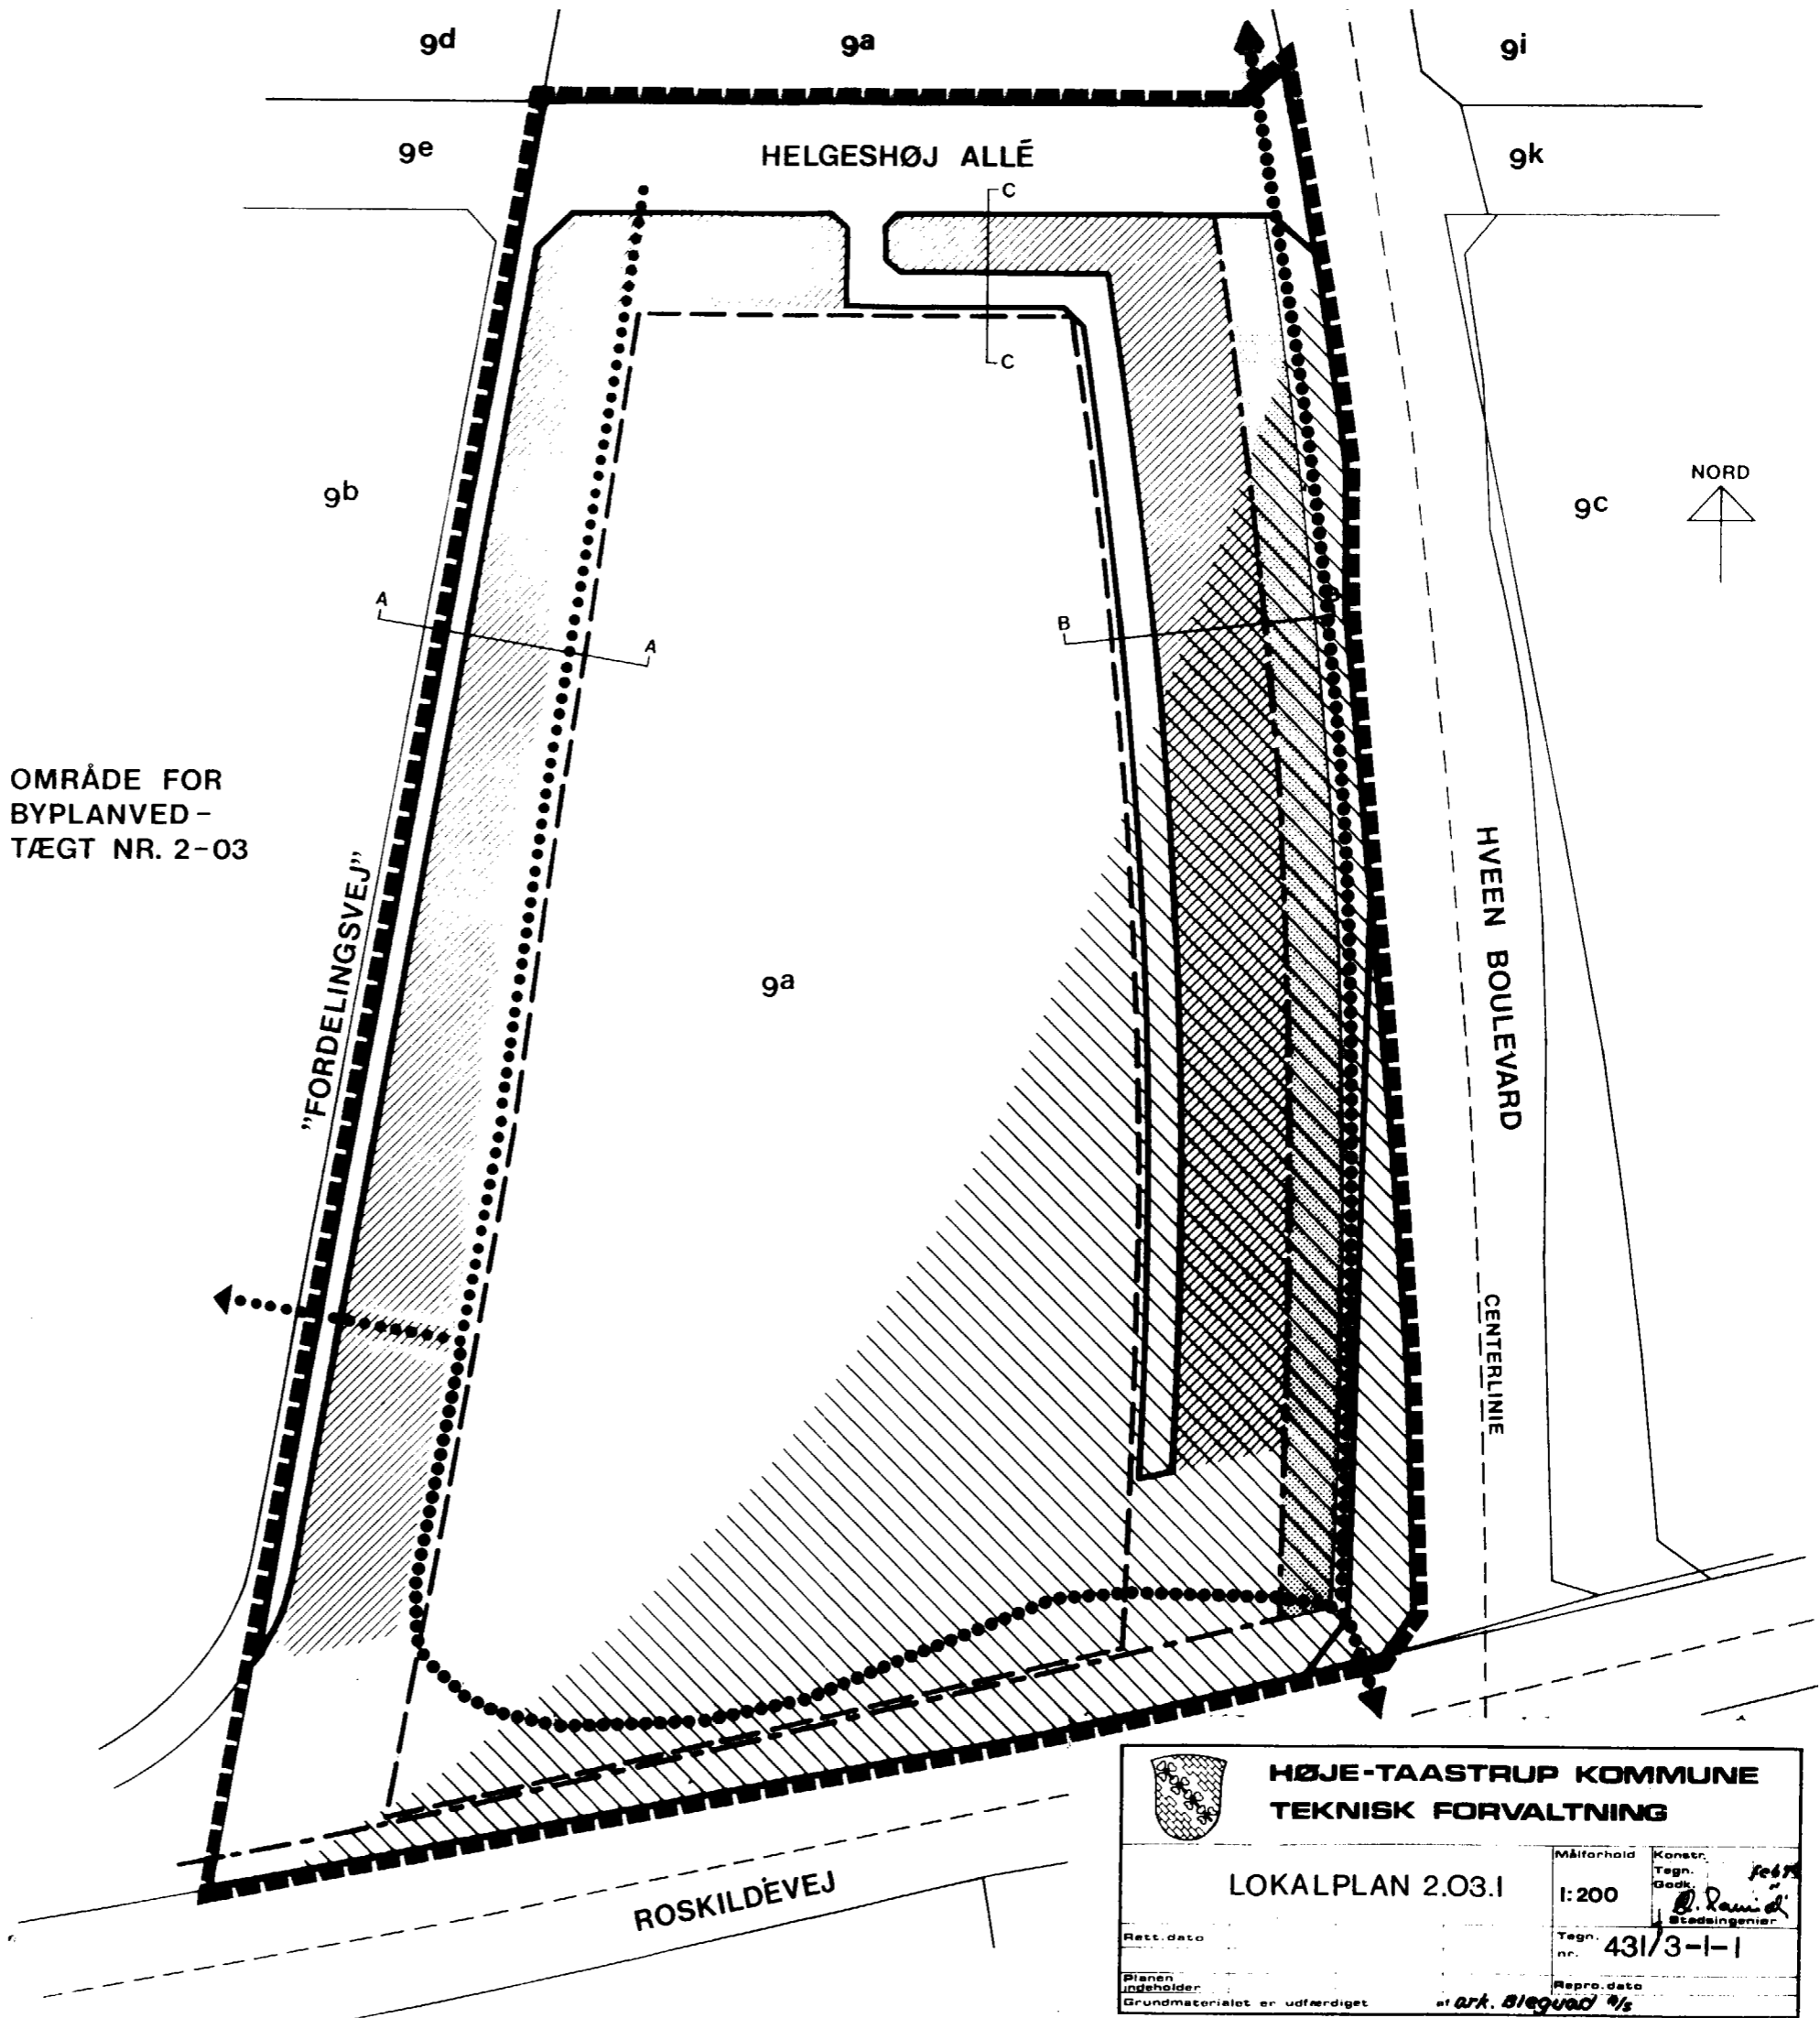 9d
9a
9i
9e
HELGESHØJ ALLÉ
9k
C
C
NORD
9b
9c
A
A
B
OMRÅDE FOR
BYPLANVED-
TÆGT NR. 2-03
"FORDELINGSVEJ"
9a
HVEEN BOULEVARD
CENTERLINIE
ROSKILDEVEJ
HØJE-TAASTRUP KOMMUNE
TEKNISK FORVALTNING
LOKALPLAN 2.03.1
Målforhold
1:200
Konstr.
Tegn.
Godk.
Stadsingeniør
Rett. dato
Tegn. nr. 431/3-1-1
Planen indeholder
Repro. dato
Grundmaterialet er udfærdiget af ark.